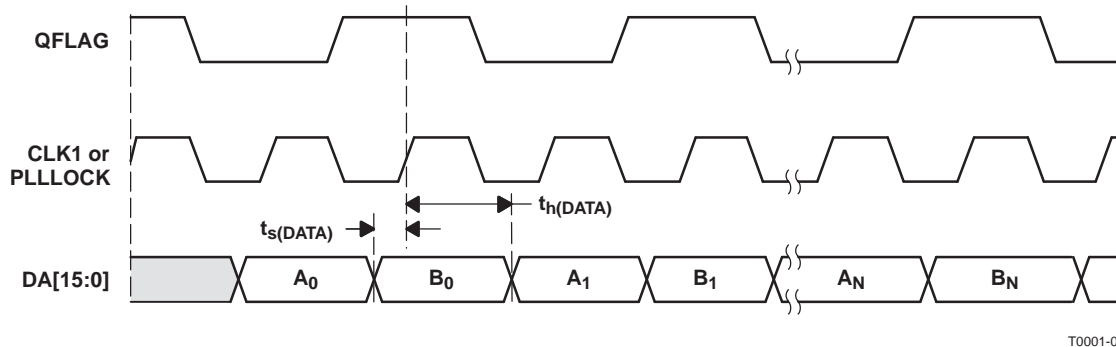 QFLAG
CLK1 or
PLLLOCK
th(DATA)
ts(DATA)
DA[15:0]
A0
B0
A1
B1
AN
BN
T0001-0